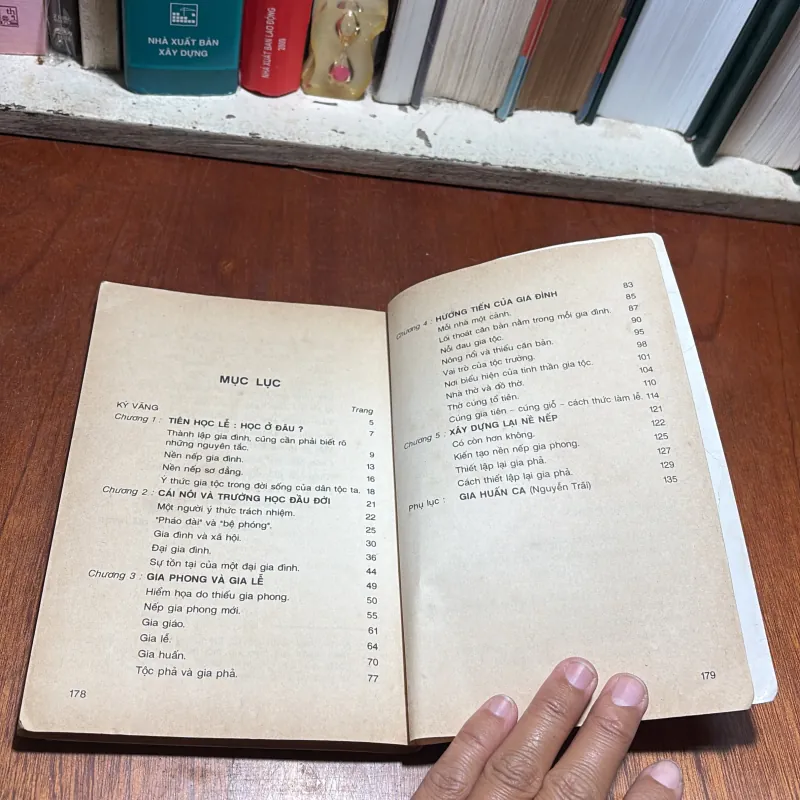 NHÀ XUẤT BẢN
XÂY DỰNG
NHÀ XUẤT BẢN LAO ĐỘNG
2009
MỤC LỤC
Trang
KỲ VĂNG 5
Chương 1 : TIÊN HỌC LỄ : HỌC Ở ĐÂU ? 7
Thành lập gia đình, cũng cần phải biết rõ
những nguyên tắc. 9
Nền nếp gia đình. 13
Nền nếp sơ đẳng. 16
Ý thức gia tộc trong đời sống của dân tộc ta. 18
Chương 2 : CÁI NÔI VÀ TRƯỜNG HỌC ĐẦU ĐỜI 21
Một người ý thức trách nhiệm. 22
"Pháo đài" và "bệ phóng". 25
Gia đình và xã hội. 30
Đại gia đình. 36
Sự tồn tại của một đại gia đình. 44
Chương 3 : GIA PHONG VÀ GIA LỄ 49
Hiểm họa do thiếu gia phong. 50
Nếp gia phong mới. 55
Gia giáo. 61
Gia lễ. 64
Gia huấn. 70
Tộc phả và gia phả. 77
178
Chương 4 : HƯỚNG TIẾN CỦA GIA ĐÌNH 83
Mỗi nhà một cảnh. 85
Lối thoát căn bản nằm trong mỗi gia đình. 87
Nỗi đau gia tộc. 90
Nông nổi và thiếu căn bản. 95
Vai trò của tộc trưởng. 98
Nơi biểu hiện của tinh thần gia tộc. 101
Nhà thờ và đồ thờ. 104
Thờ cúng tổ tiên. 110
Cúng gia tiên – cúng giỗ – cách thức làm lễ. 114
Chương 5 : XÂY DỰNG LẠI NỀ NẾP 121
Có còn hơn không. 122
Kiến tạo nền nếp gia phong. 125
Thiết lập lại gia phả. 127
Cách thiết lập lại gia phả. 129
Phụ lục : GIA HUẤN CA (Nguyễn Trãi) 135
179